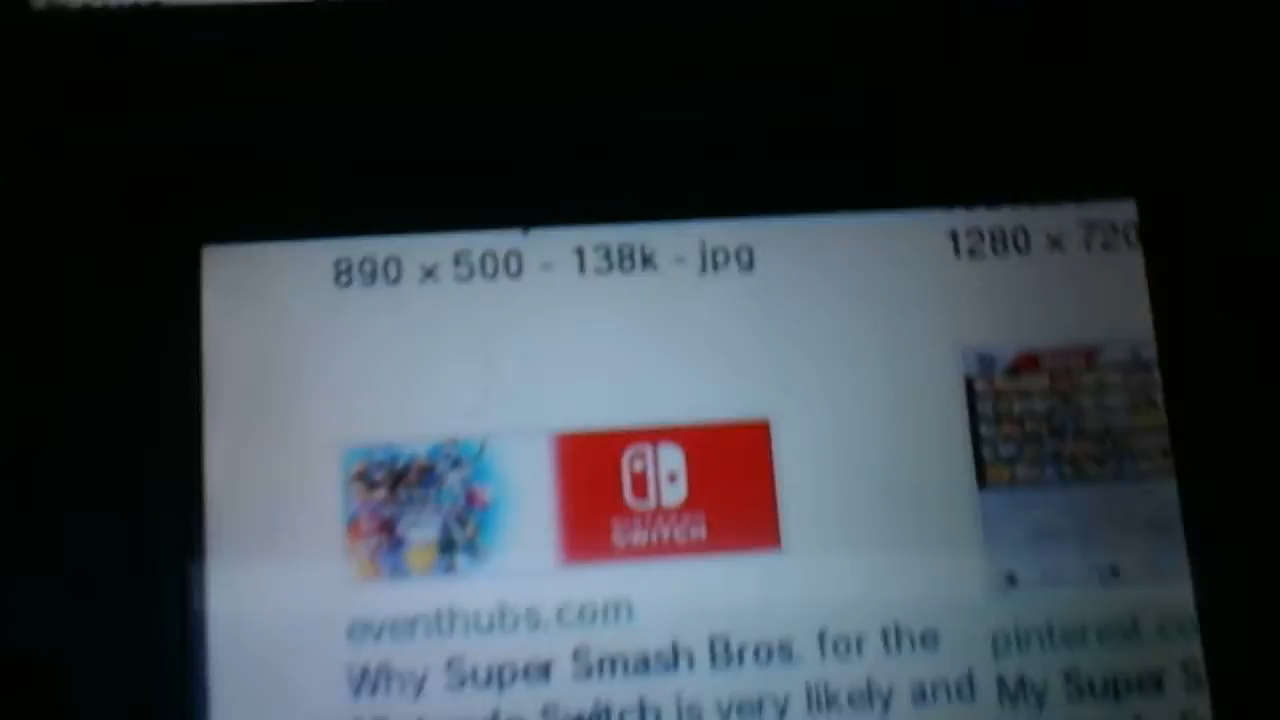 890 x 500 - 138k - jpg
1280 x 720
SWITCH
eventhubs.com
Why Super Smash Bros. for the
Switch is very likely and
pinterest.co
My Super S